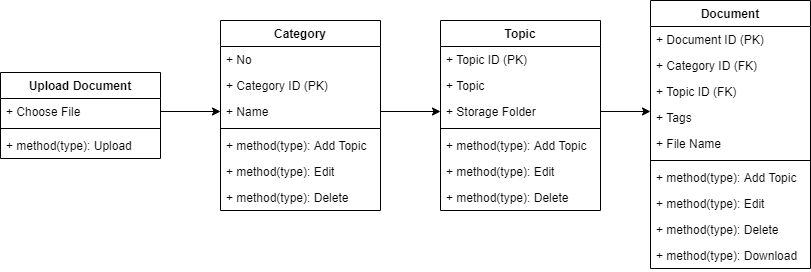 Upload Document
+ Choose File
+ method(type): Upload
Category
+ No
+ Category ID (PK)
+ Name
+ method(type): Add Topic
+ method(type): Edit
+ method(type): Delete
Topic
+ Topic ID (PK)
+ Topic
+ Storage Folder
+ method(type): Add Topic
+ method(type): Edit
+ method(type): Delete
Document
+ Document ID (PK)
+ Category ID (FK)
+ Topic ID (FK)
+ Tags
+ File Name
+ method(type): Add Topic
+ method(type): Edit
+ method(type): Delete
+ method(type): Download